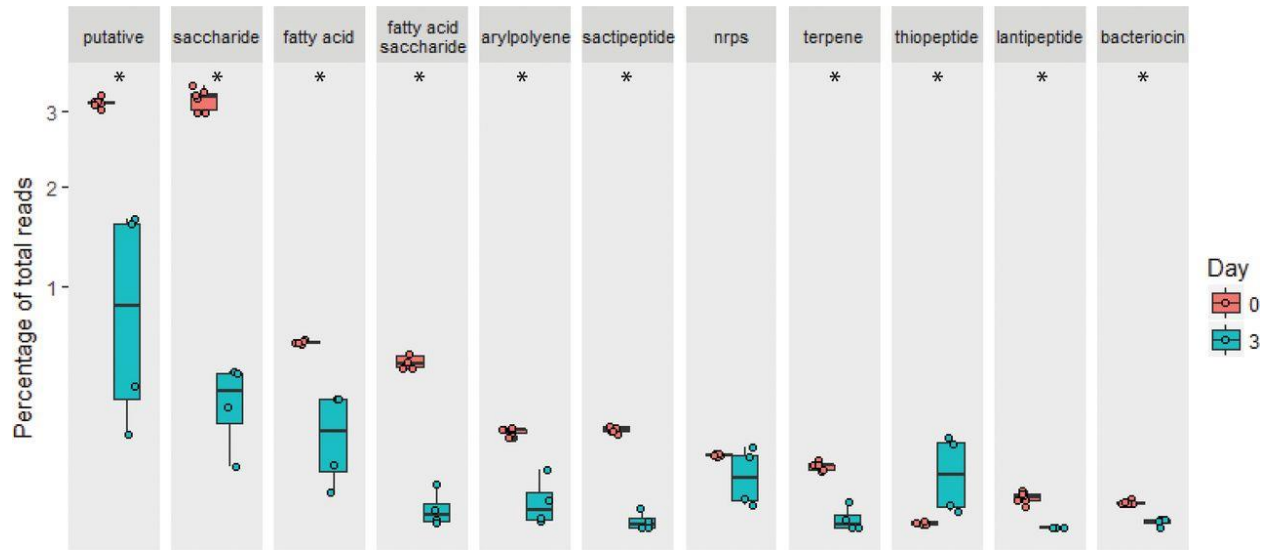 putative
saccharide
fatty acid
fatty acid
saccharide
arylpolyene
sactipeptide
nrps
terpene
thiopeptide
lantipeptide
bacteriocin
* * * * * * * * * *
Percentage of total reads
3
2
1
Day
0
3